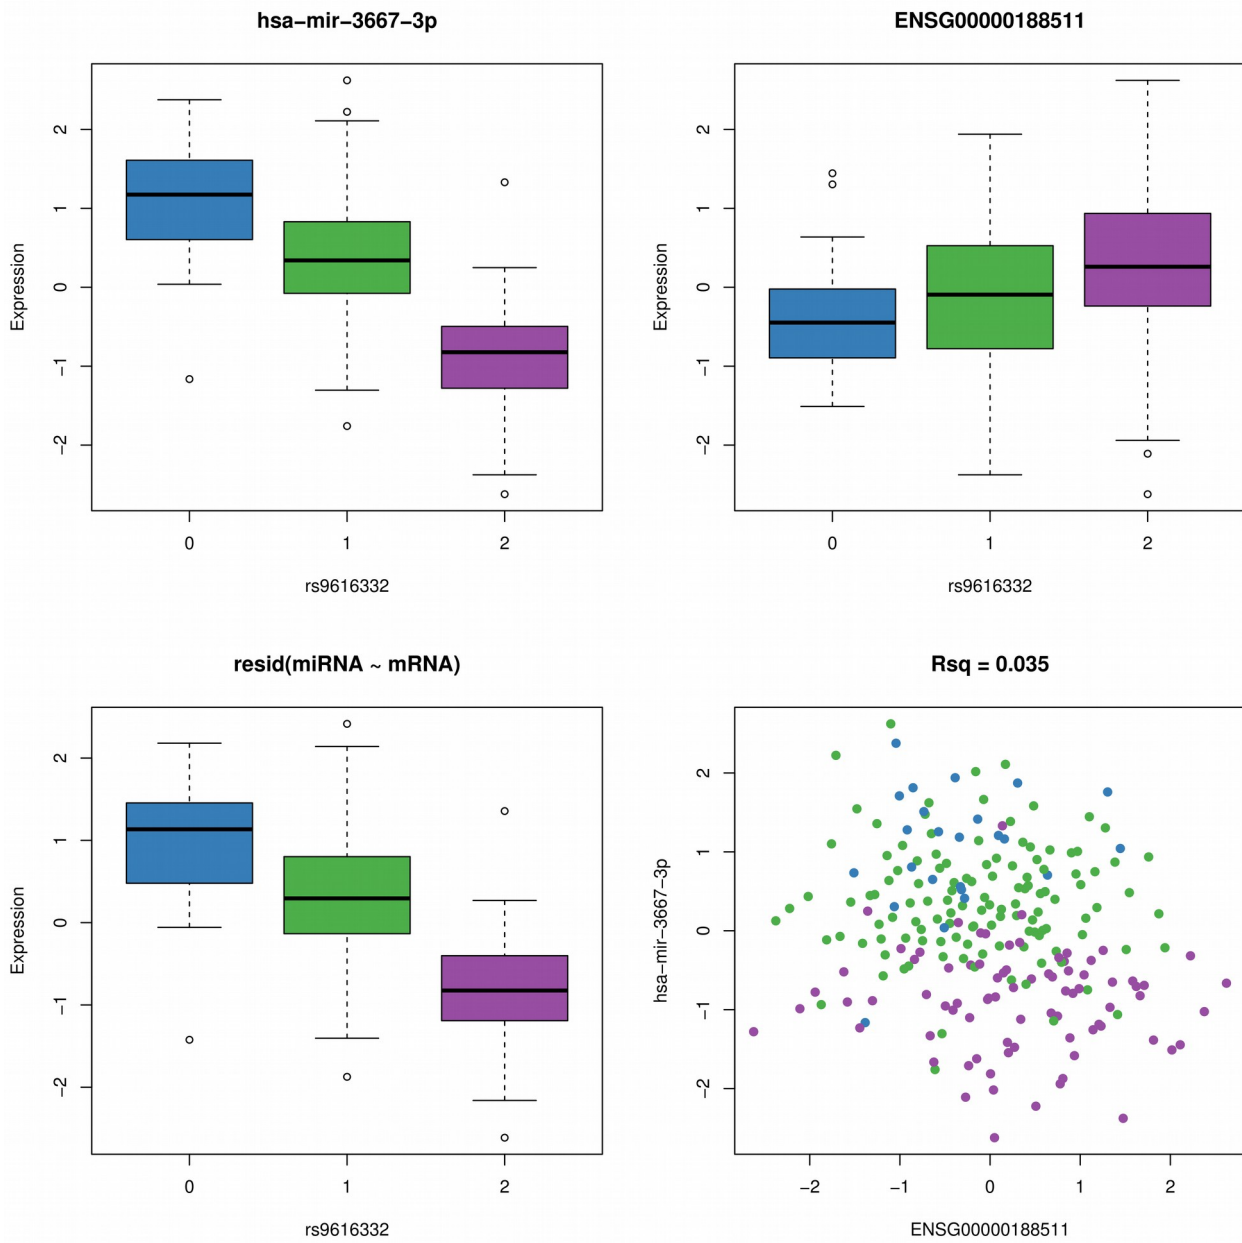 hsa−mir−3667−3p
Expression
2
1
0
−1
−2
0 1 2
rs9616332
ENSG00000188511
Expression
2
1
0
−1
−2
0 1 2
rs9616332
resid(miRNA ~ mRNA)
Expression
2
1
0
−1
−2
0 1 2
rs9616332
Rsq = 0.035
hsa−mir−3667−3p
2
1
0
−1
−2
−2 −1 0 1 2
ENSG00000188511